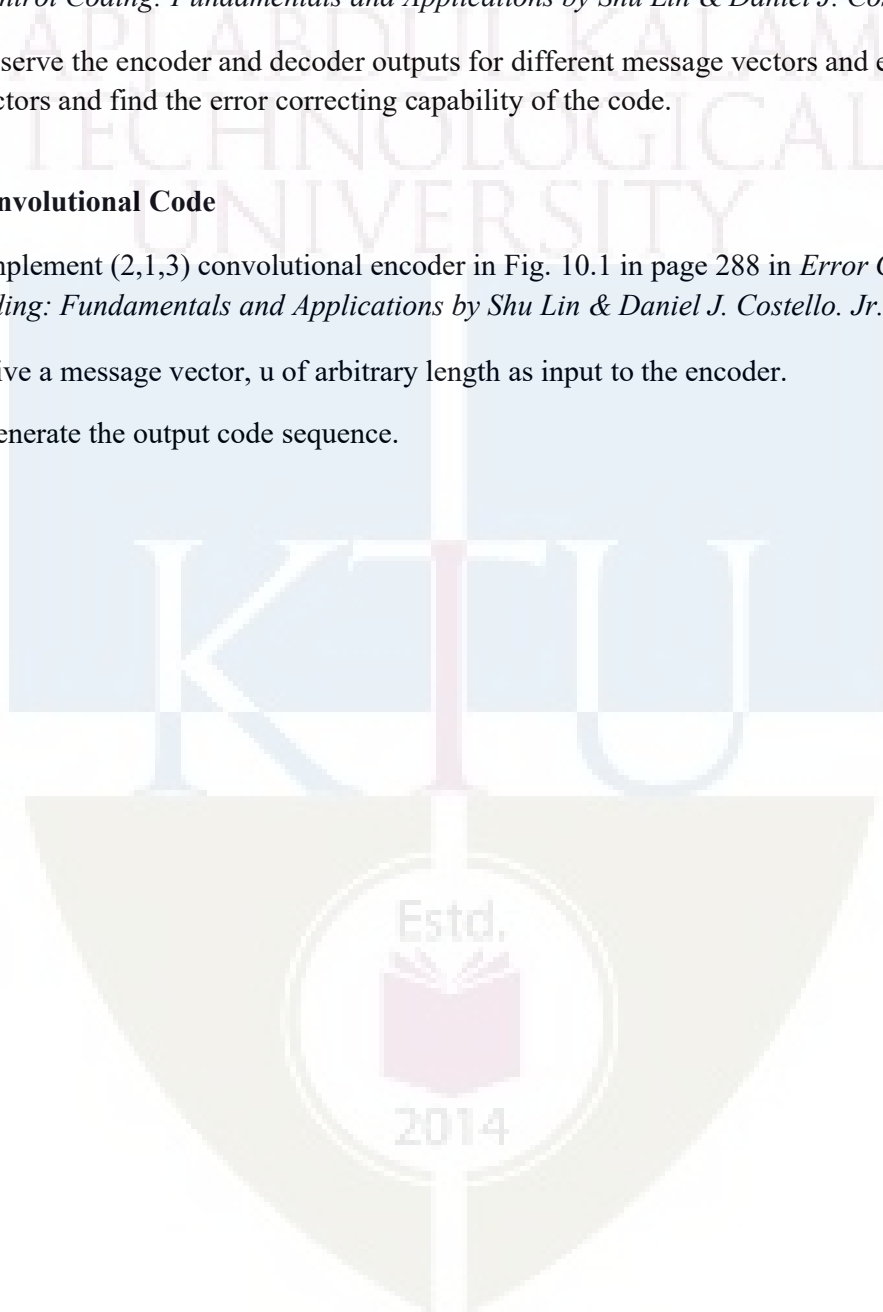 ntrol Coding: Fundamentals and Applications by Shu Lin & Daniel J. Cos
serve the encoder and decoder outputs for different message vectors and e
ctors and find the error correcting capability of the code.
TECHNOLOGICAL
UNIVERSITY
nvolutional Code
nplement (2,1,3) convolutional encoder in Fig. 10.1 in page 288 in Error C
ding: Fundamentals and Applications by Shu Lin & Daniel J. Costello. Jr.
ive a message vector, u of arbitrary length as input to the encoder.
enerate the output code sequence.
KTU
Estd.
2014